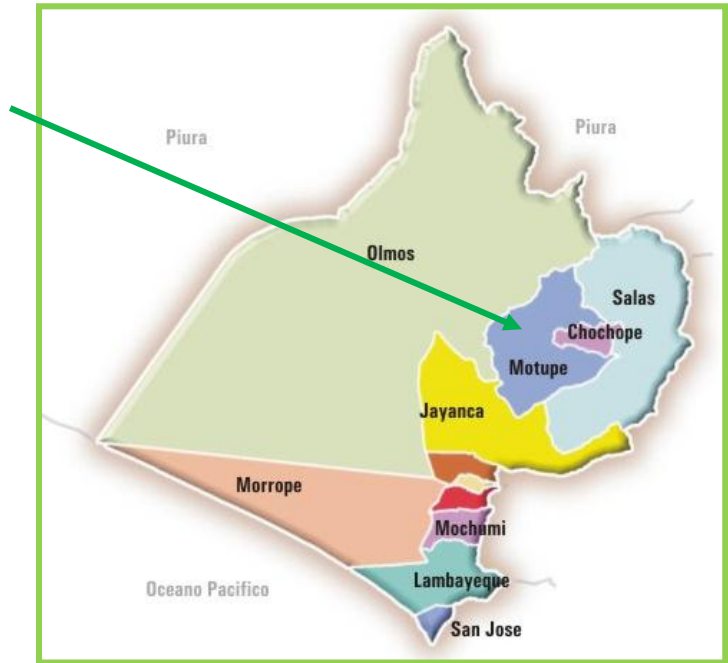 Piura
Piura
Olmos
Salas
Chochope
Motupe
Jayanca
Morrope
Mochumi
Lambayeque
Oceano Pacifico
San Jose